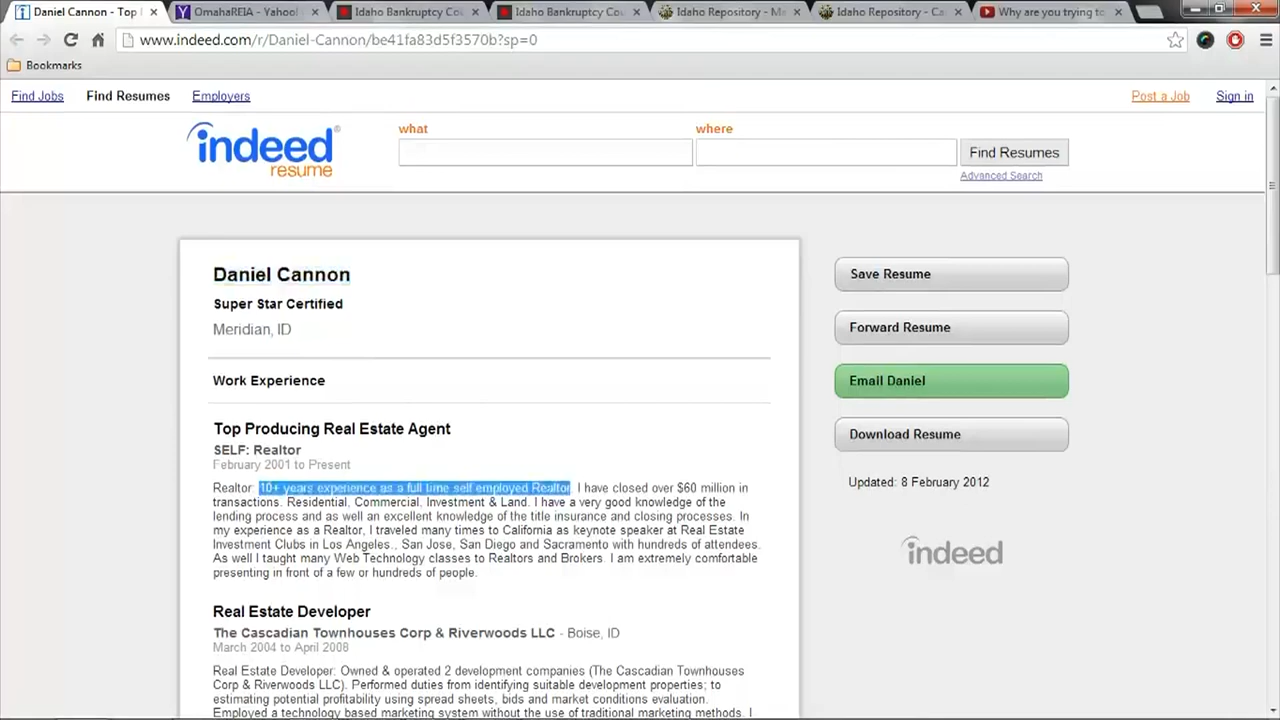 Daniel Cannon - Top
OmahaREIA - Yahoo!
Idaho Bankruptcy Cou
Idaho Bankruptcy Cou
Idaho Repository - M
Idaho Repository - Ca
Why are you trying to
www.indeed.com/r/Daniel-Cannon/be41fa83d5f3570b?sp=0
Bookmarks
Find Jobs Find Resumes Employers Post a Job Sign in
what where
indeed® resume
Find Resumes
Advanced Search
Daniel Cannon
Super Star Certified
Meridian, ID
Work Experience
Top Producing Real Estate Agent
SELF: Realtor
February 2001 to Present
Realtor: 10+ years experience as a full time self employed Realtor. I have closed over $60 million in
transactions. Residential, Commercial, Investment & Land. I have a very good knowledge of the
lending process and as well an excellent knowledge of the title insurance and closing processes. In
my experience as a Realtor, I traveled many times to California as keynote speaker at Real Estate
Investment Clubs in Los Angeles., San Jose, San Diego and Sacramento with hundreds of attendees.
As well I taught many Web Technology classes to Realtors and Brokers. I am extremely comfortable
presenting in front of a few or hundreds of people.
Real Estate Developer
The Cascadian Townhouses Corp & Riverwoods LLC - Boise, ID
March 2004 to April 2008
Real Estate Developer: Owned & operated 2 development companies (The Cascadian Townhouses
Corp & Riverwoods LLC). Performed duties from identifying suitable development properties; to
estimating potential profitability using spread sheets, bids and market conditions evaluation.
Employed a technology based marketing system without the use of traditional marketing methods. I
Save Resume
Forward Resume
Email Daniel
Download Resume
Updated: 8 February 2012
indeed